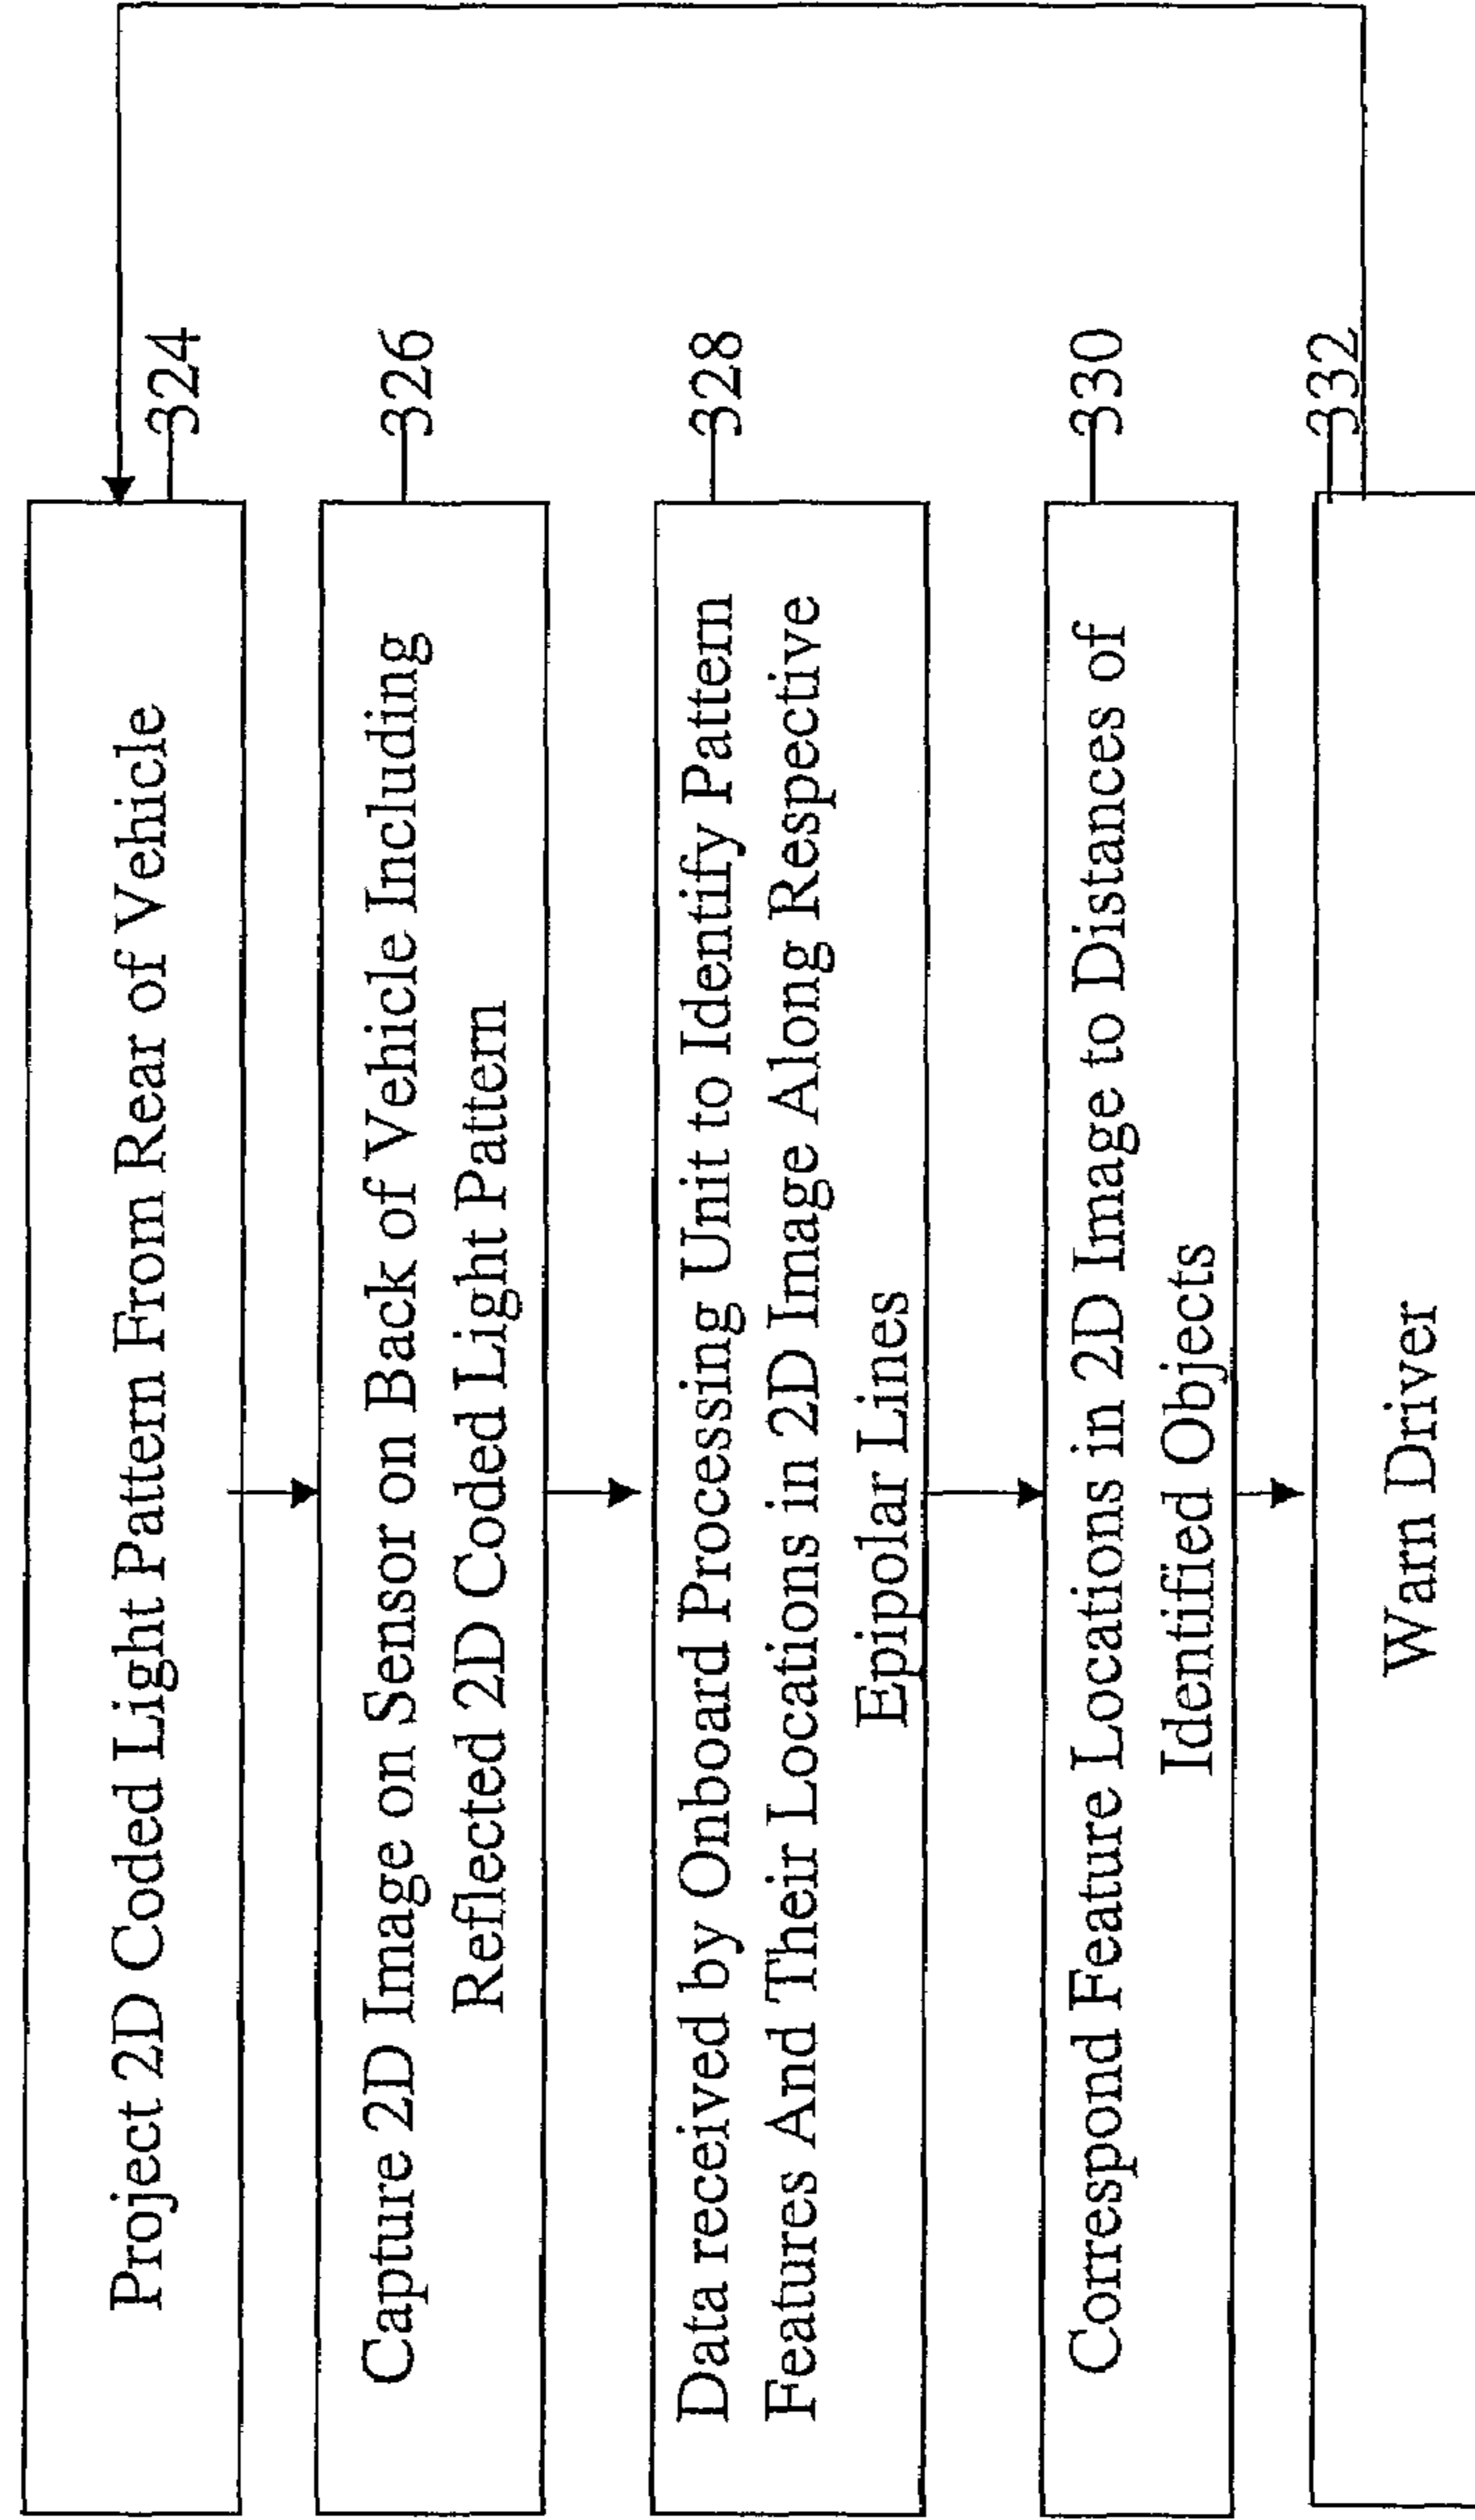 Project 2D Coded Light Pattern From Rear of Vehicle
324
Capture 2D Image on Sensor on Back of Vehicle Including
Reflected 2D Coded Light Pattern
326
Data received by Onboard Processing Unit to Identify Pattern
Features And Their Locations in 2D Image Along Respective
Epipolar Lines
328
Correspond Feature Locations in 2D Image to Distances of
Identified Objects
330
Warn Driver
332